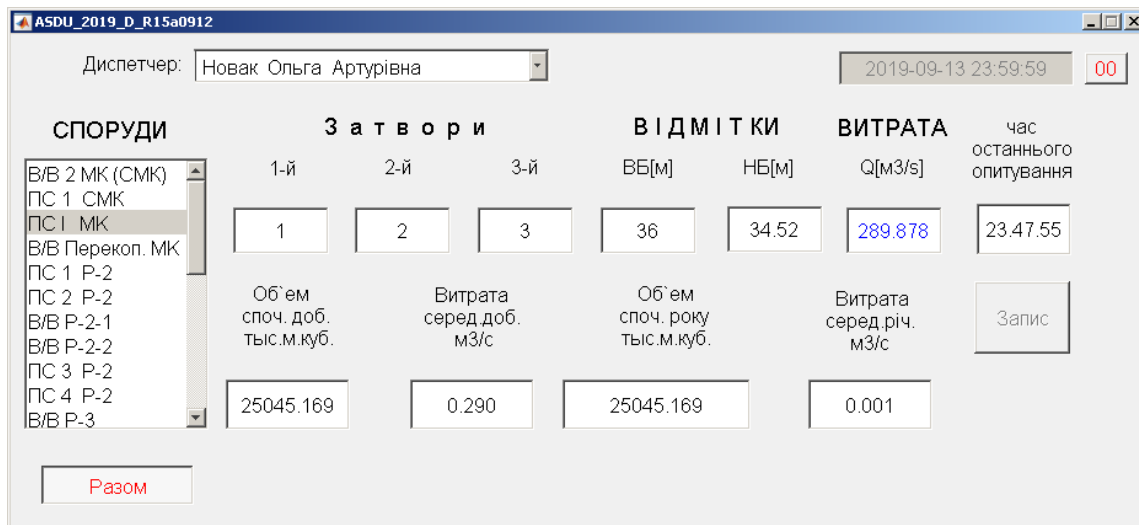 ASDU_2019_D_R15a0912
Диспетчер: Новак Ольга Артурівна 2019-09-13 23:59:59 00
СПОРУДИ З а т в о р и В І Д М І Т КИ ВИТРАТА час останнього опитування
1-й 2-й 3-й ВБ[м] НБ[м] Q[м3/s]
В/В 2 МК (СМК)
ПС 1 СМК
ПС І МК
В/В Перекоп. МК
ПС 1 Р-2
ПС 2 Р-2
В/В Р-2-1
В/В Р-2-2
ПС 3 Р-2
ПС 4 Р-2
В/В Р-3
1 2 3 36 34.52 289.878 23.47.55
Об`ем
споч. доб.
тыс.м.куб.
Витрата
серед.доб.
м3/с
Об`ем
споч. року
тыс.м.куб.
Витрата
серед.річ.
м3/с
Запис
25045.169 0.290 25045.169 0.001
Разом